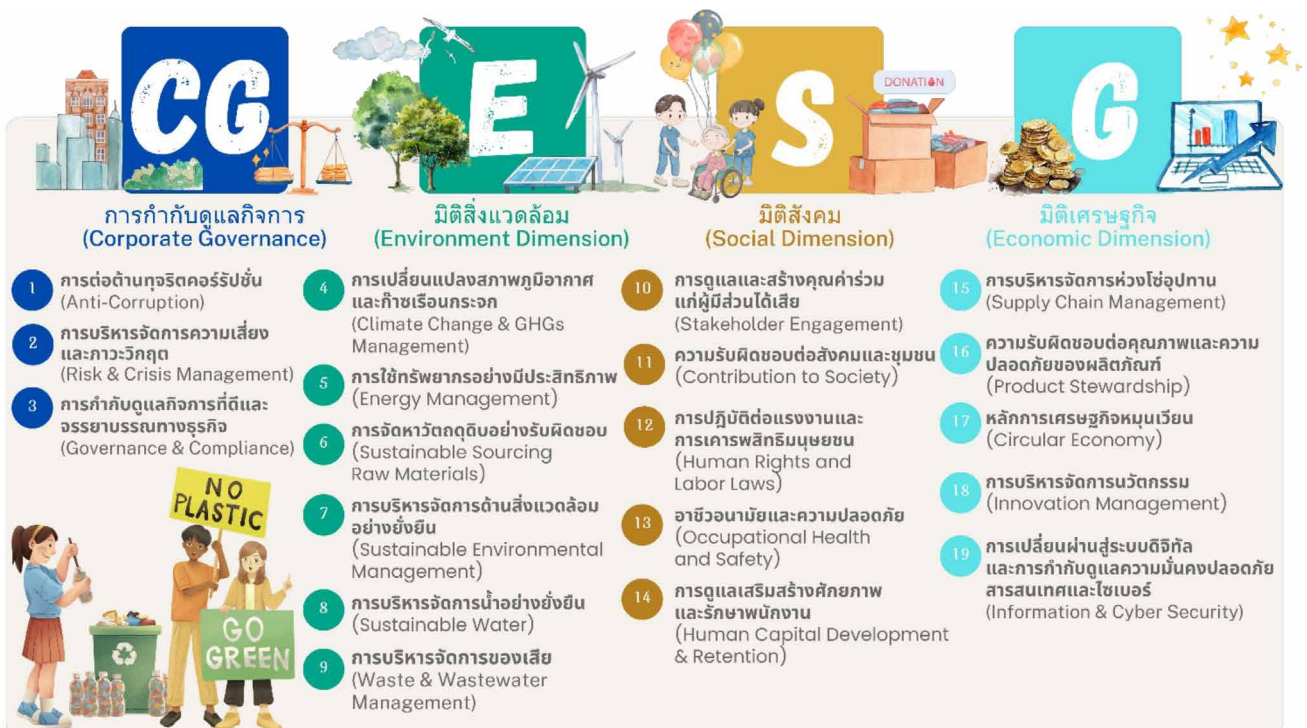 CG
การกำกับดูแลกิจการ
(Corporate Governance)
1
การต่อต้านทุจริตคอร์รัปชั่น
(Anti-Corruption)
2
การบริหารจัดการความเสี่ยง
และภาวะวิกฤต
(Risk & Crisis Management)
3
การกำกับดูแลกิจการที่ดีและ
จรรยาบรรณทางธุรกิจ
(Governance & Compliance)
NO
PLASTIC
GO
GREEN
E
มิติสิ่งแวดล้อม
(Environment Dimension)
4
การเปลี่ยนแปลงสภาพภูมิอากาศ
และก๊าซเรือนกระจก
(Climate Change & GHGs
Management)
5
การใช้ทรัพยากรอย่างมีประสิทธิภาพ
(Energy Management)
6
การจัดหาวัตถุดุดิบอย่างรับผิดชอบ
(Sustainable Sourcing
Raw Materials)
7
การบริหารจัดการด้านสิ่งแวดล้อม
อย่างยั่งยืน
(Sustainable Environmental
Management)
8
การบริหารจัดการน้ำอย่างยั่งยืน
(Sustainable Water)
9
การบริหารจัดการของเสีย
(Waste & Wastewater
Management)
S
DONATION
มิติสังคม
(Social Dimension)
10
การดูแลและสร้างคุณค่าร่วม
แก่ผู้มีส่วนได้เสีย
(Stakeholder Engagement)
11
ความรับผิดชอบต่อสังคมและชุมชน
(Contribution to Society)
12
การปฏิบัติต่อแรงงานและ
การเคารพสิทธิมนุษยชน
(Human Rights and
Labor Laws)
13
อาชีวอนามัยและความปลอดภัย
(Occupational Health
and Safety)
14
การดูแลเสริมสร้างศักยภาพ
และรักษาพนักงาน
(Human Capital Development
& Retention)
G
มิติเศรษฐกิจ
(Economic Dimension)
15
การบริหารจัดการห่วงโซ่อุปทาน
(Supply Chain Management)
16
ความรับผิดชอบต่อคุณภาพและความ
ปลอดภัยของผลิตภัณฑ์
(Product Stewardship)
17
หลักการเศรษฐกิจหมุนเวียน
(Circular Economy)
18
การบริหารจัดการนวัตกรรม
(Innovation Management)
19
การเปลี่ยนผ่านสู่ระบบดิจิทัล
และการกำกับดูแลความมั่นคงปลอดภัย
สารสนเทศและไซเบอร์
(Information & Cyber Security)